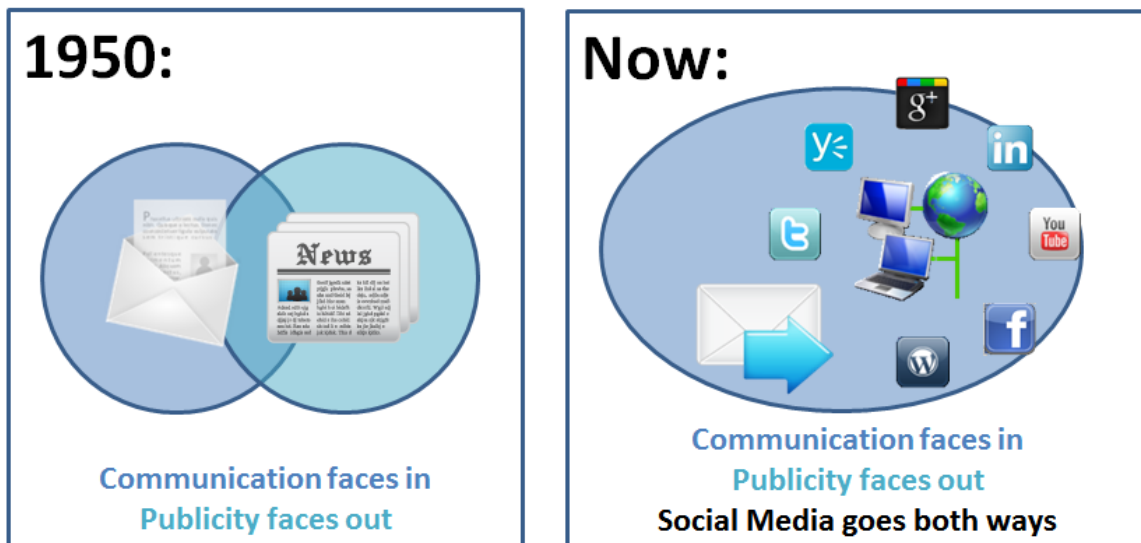 1950:
News
Communication faces in
Publicity faces out
Now:
g+
y
in
t
You
Tube
f
W
Communication faces in
Publicity faces out
Social Media goes both ways